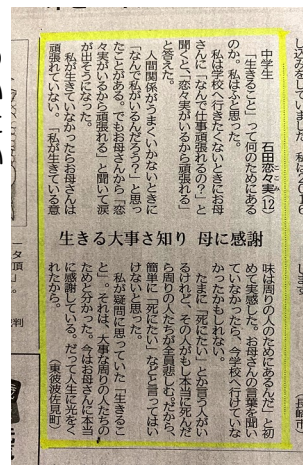 生きる大事さ知り 母に感謝
中学生 石田恋々実(12)
ここみ
「生きること」って何のためにある
のか。私はふと思った。
私は学校へ行きたくないときにお母
さんに「なんで仕事頑張れるの?」と
聞くと、「恋々実がいるから頑張れる」
と答えた。
人間関係がうまくいかないときに
「なんで私がいるんだろう?」と思っ
たことがある。でもお母さんから「恋
々実がいるから頑張れる」と聞いて涙
が出そうになった。
私が生きていなかったらお母さんは
頑張れていない。「私が生きている意
味は周りの人のためにあるんだ」と初
めて実感した。お母さんの言葉を聞い
ていなかったら、今学校へ行けていな
かったかもしれない。
たまに「死にたい」とか言う人がい
るけれど、その人がもし本当に死んだ
ら周りの人たちが全員悲しむ。だから、
簡単に「死にたい」などと言ってはい
けないと思った。
私が疑問に思っていた「生きるこ
と」。それは、大事な周りの人たちの
ためと分かった。今はお母さんに本当
に感謝している。だって人生に光をく
れたから。
(東彼波佐見町)